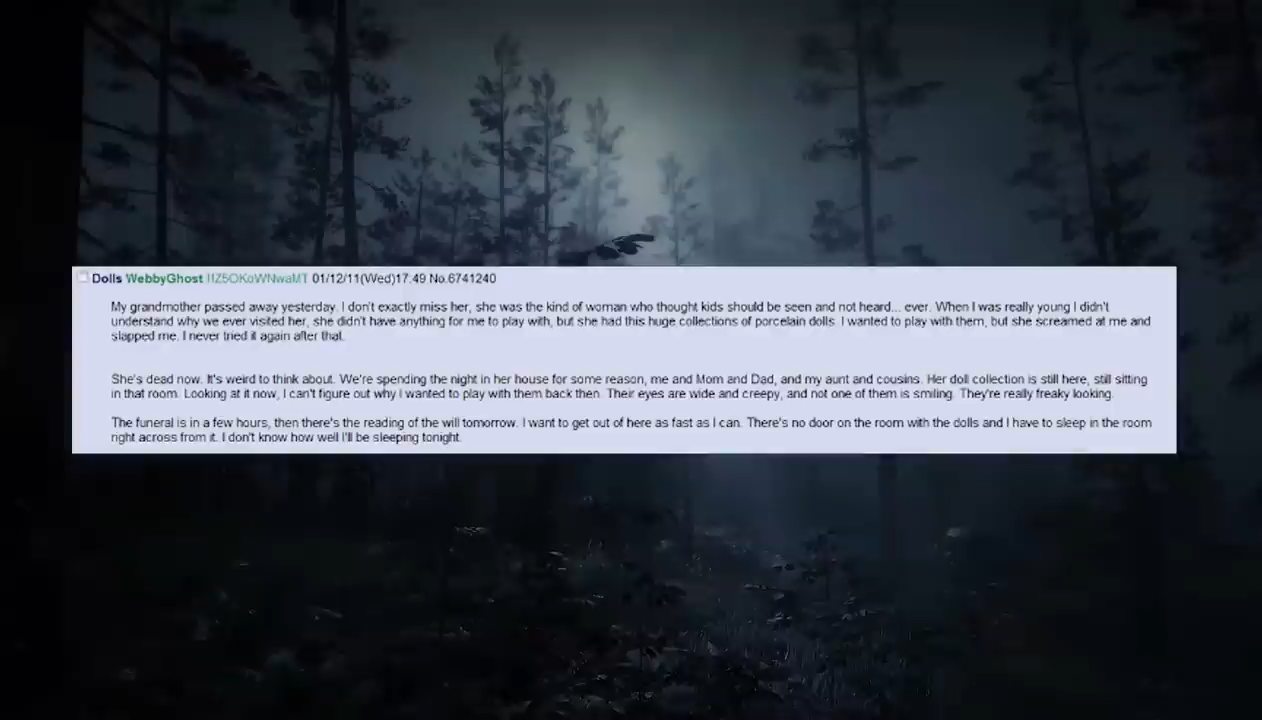 Dolls WebbyGhost !!Z5OKoWNwaMT 01/12/11(Wed)17:49 No.6741240
My grandmother passed away yesterday. I don't exactly miss her, she was the kind of woman who thought kids should be seen and not heard... ever. When I was really young I didn't
understand why we ever visited her, she didn't have anything for me to play with, but she had this huge collections of porcelain dolls. I wanted to play with them, but she screamed at me and
slapped me. I never tried it again after that.
She's dead now. It's weird to think about. We're spending the night in her house for some reason, me and Mom and Dad, and my aunt and cousins. Her doll collection is still here, still sitting
in that room. Looking at it now, I can't figure out why I wanted to play with them back then. Their eyes are wide and creepy, and not one of them is smiling. They're really freaky looking.
The funeral is in a few hours, then there's the reading of the will tomorrow. I want to get out of here as fast as I can. There's no door on the room with the dolls and I have to sleep in the room
right across from it. I don't know how well I'll be sleeping tonight.